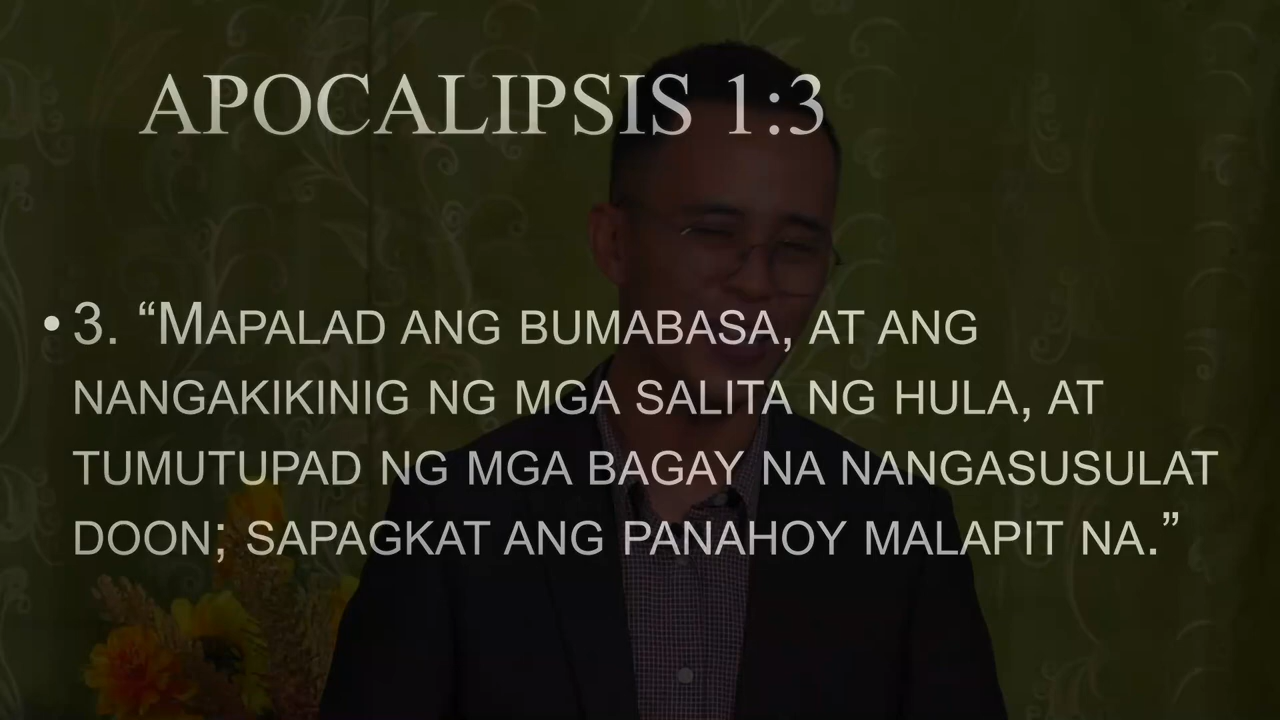 APOCALIPSIS 1:3
• 3. “MAPALAD ANG BUMABASA, AT ANG
NANGAKIKINIG NG MGA SALITA NG HULA, AT
TUMUTUPAD NG MGA BAGAY NA NANGASUSULAT
DOON; SAPAGKAT ANG PANAHOY MALAPIT NA.”